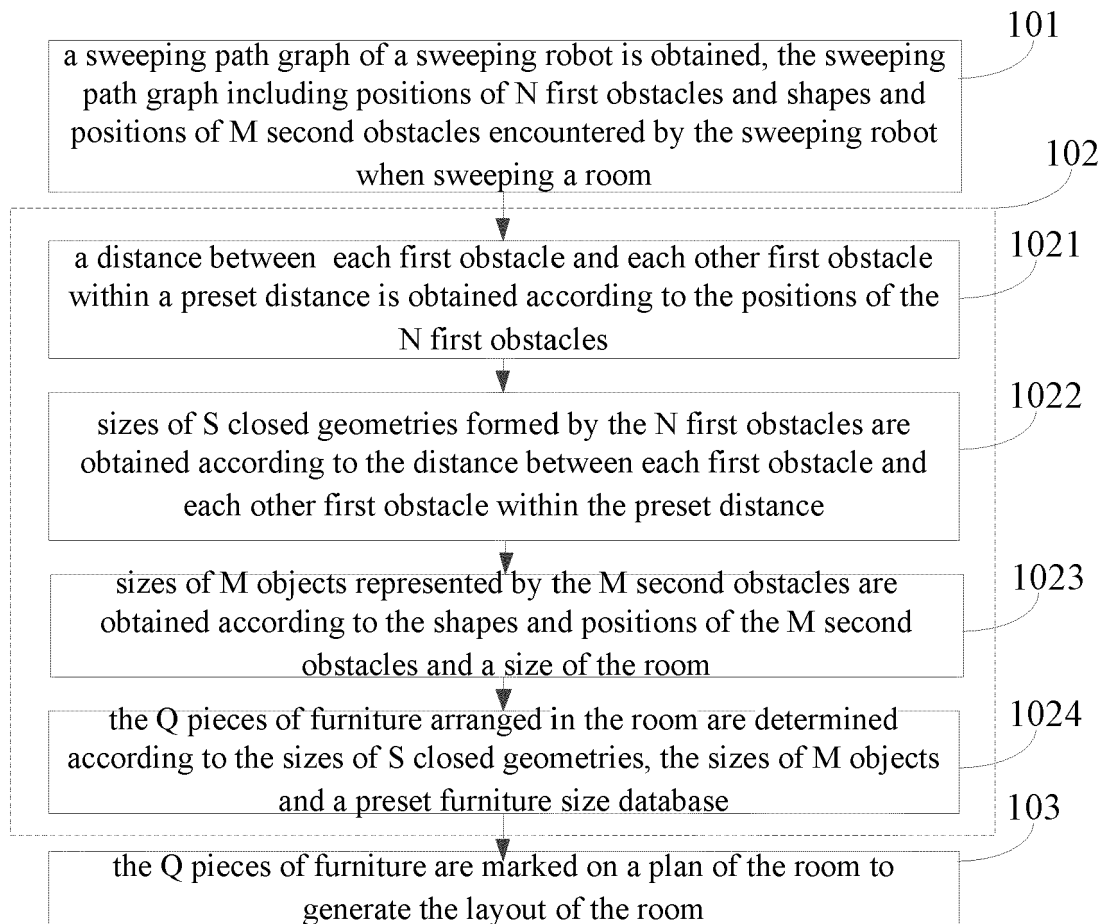 101
a sweeping path graph of a sweeping robot is obtained, the sweeping
path graph including positions of N first obstacles and shapes and
positions of M second obstacles encountered by the sweeping robot
when sweeping a room
102
1021
a distance between each first obstacle and each other first obstacle
within a preset distance is obtained according to the positions of the
N first obstacles
1022
sizes of S closed geometries formed by the N first obstacles are
obtained according to the distance between each first obstacle and
each other first obstacle within the preset distance
1023
sizes of M objects represented by the M second obstacles are
obtained according to the shapes and positions of the M second
obstacles and a size of the room
1024
the Q pieces of furniture arranged in the room are determined
according to the sizes of S closed geometries, the sizes of M objects
and a preset furniture size database
103
the Q pieces of furniture are marked on a plan of the room to
generate the layout of the room